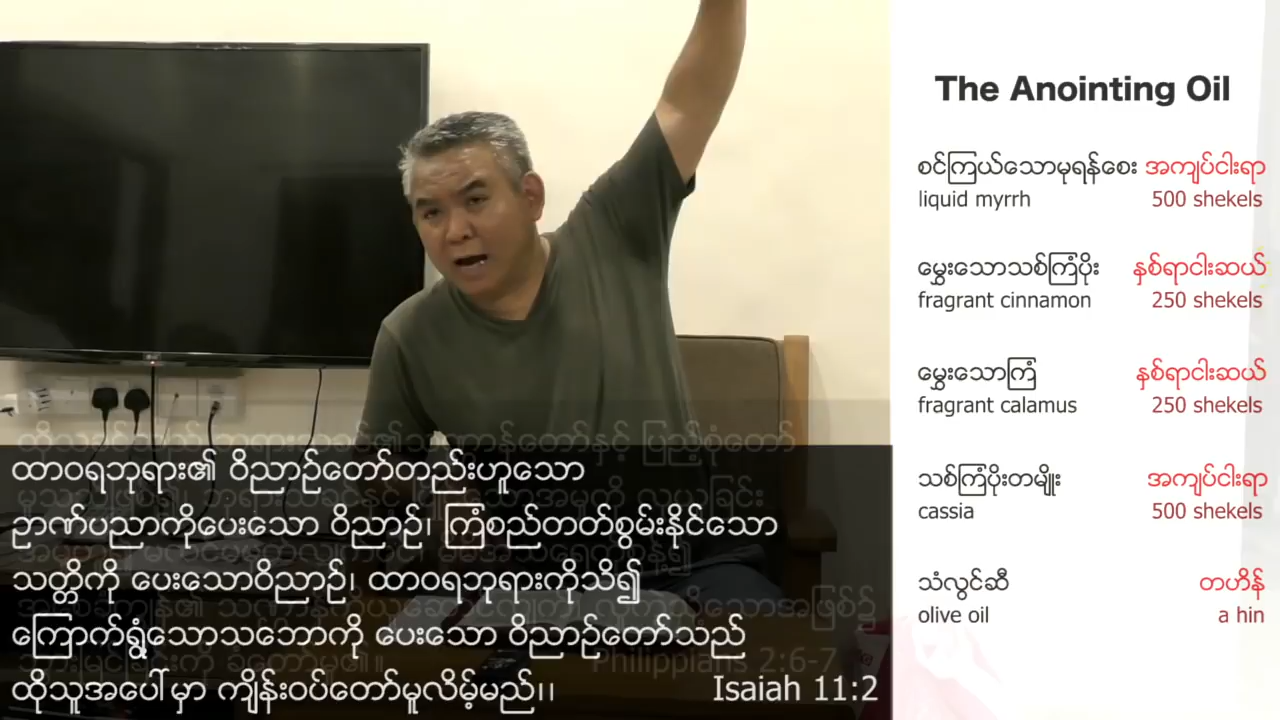 The Anointing Oil
စင်ကြယ်သောမုရန်စေး အကျပ်ငါးရာ
liquid myrrh 500 shekels
မွှေးသောသစ်ကြံပိုး နှစ်ရာငါးဆယ်
fragrant cinnamon 250 shekels
မွှေးသောကြံ နှစ်ရာငါးဆယ်
fragrant calamus 250 shekels
သစ်ကြံပိုးတမျိုး အကျပ်ငါးရာ
cassia 500 shekels
သံလွင်ဆီ တဟိန်
olive oil a hin
ထာဝရဘုရား၏ ဝိညာဉ်တော်တည်းဟူသော
ဉာဏ်ပညာကိုပေးသော ဝိညာဉ်၊ ကြံစည်တတ်စွမ်းနိုင်သော
သတ္တိကို ပေးသောဝိညာဉ်၊ ထာဝရဘုရားကိုသိ၍
ကြောက်ရွံ့သောသဘောကို ပေးသော ဝိညာဉ်တော်သည်
ထိုသူအပေါ်မှာ ကျိန်းဝပ်တော်မူလိမ့်မည်၊၊ Isaiah 11:2
Philippians 2:6-7